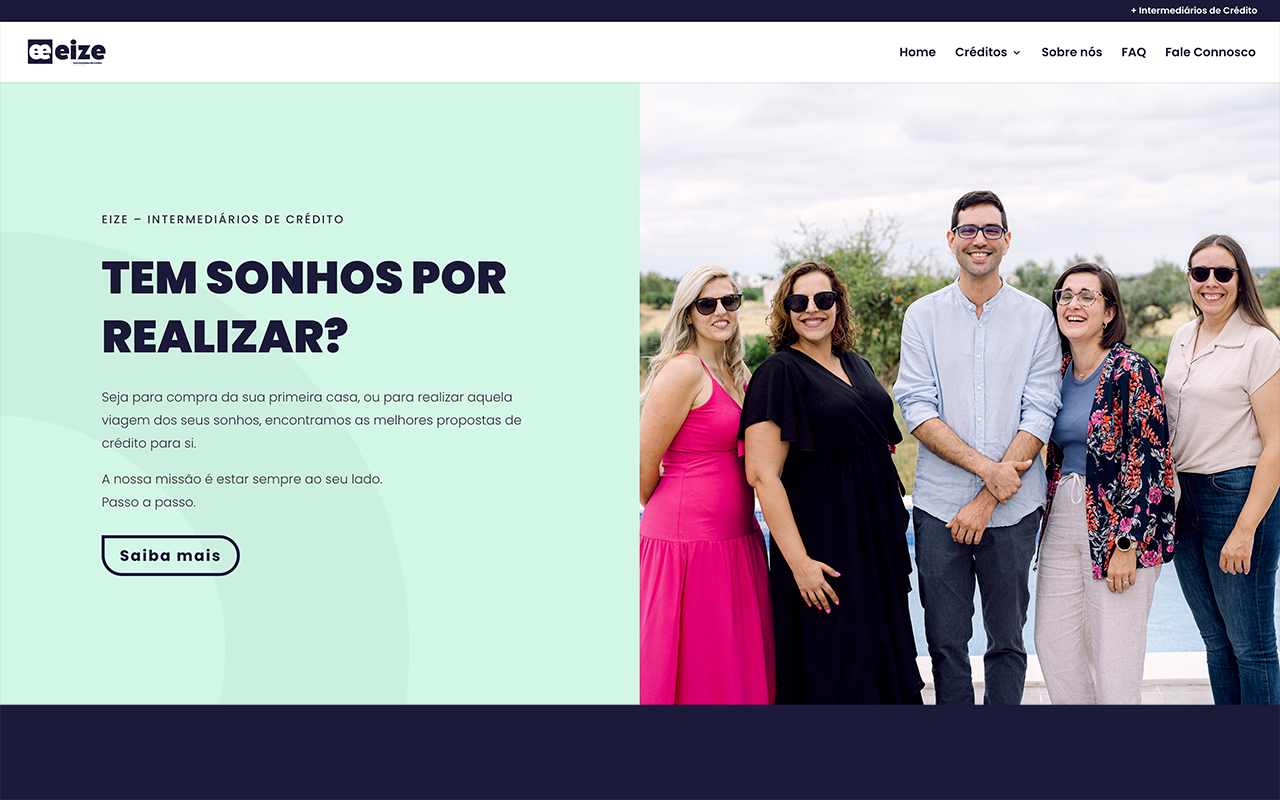 + Intermediários de Crédito
æ eize
Home Créditos Sobre nós FAQ Fale Connosco
EIZE – INTERMEDIÁRIOS DE CRÉDITO
TEM SONHOS POR
REALIZAR?
Seja para compra da sua primeira casa, ou para realizar aquela
viagem dos seus sonhos, encontramos as melhores propostas de
crédito para si.
A nossa missão é estar sempre ao seu lado.
Passo a passo.
Saiba mais